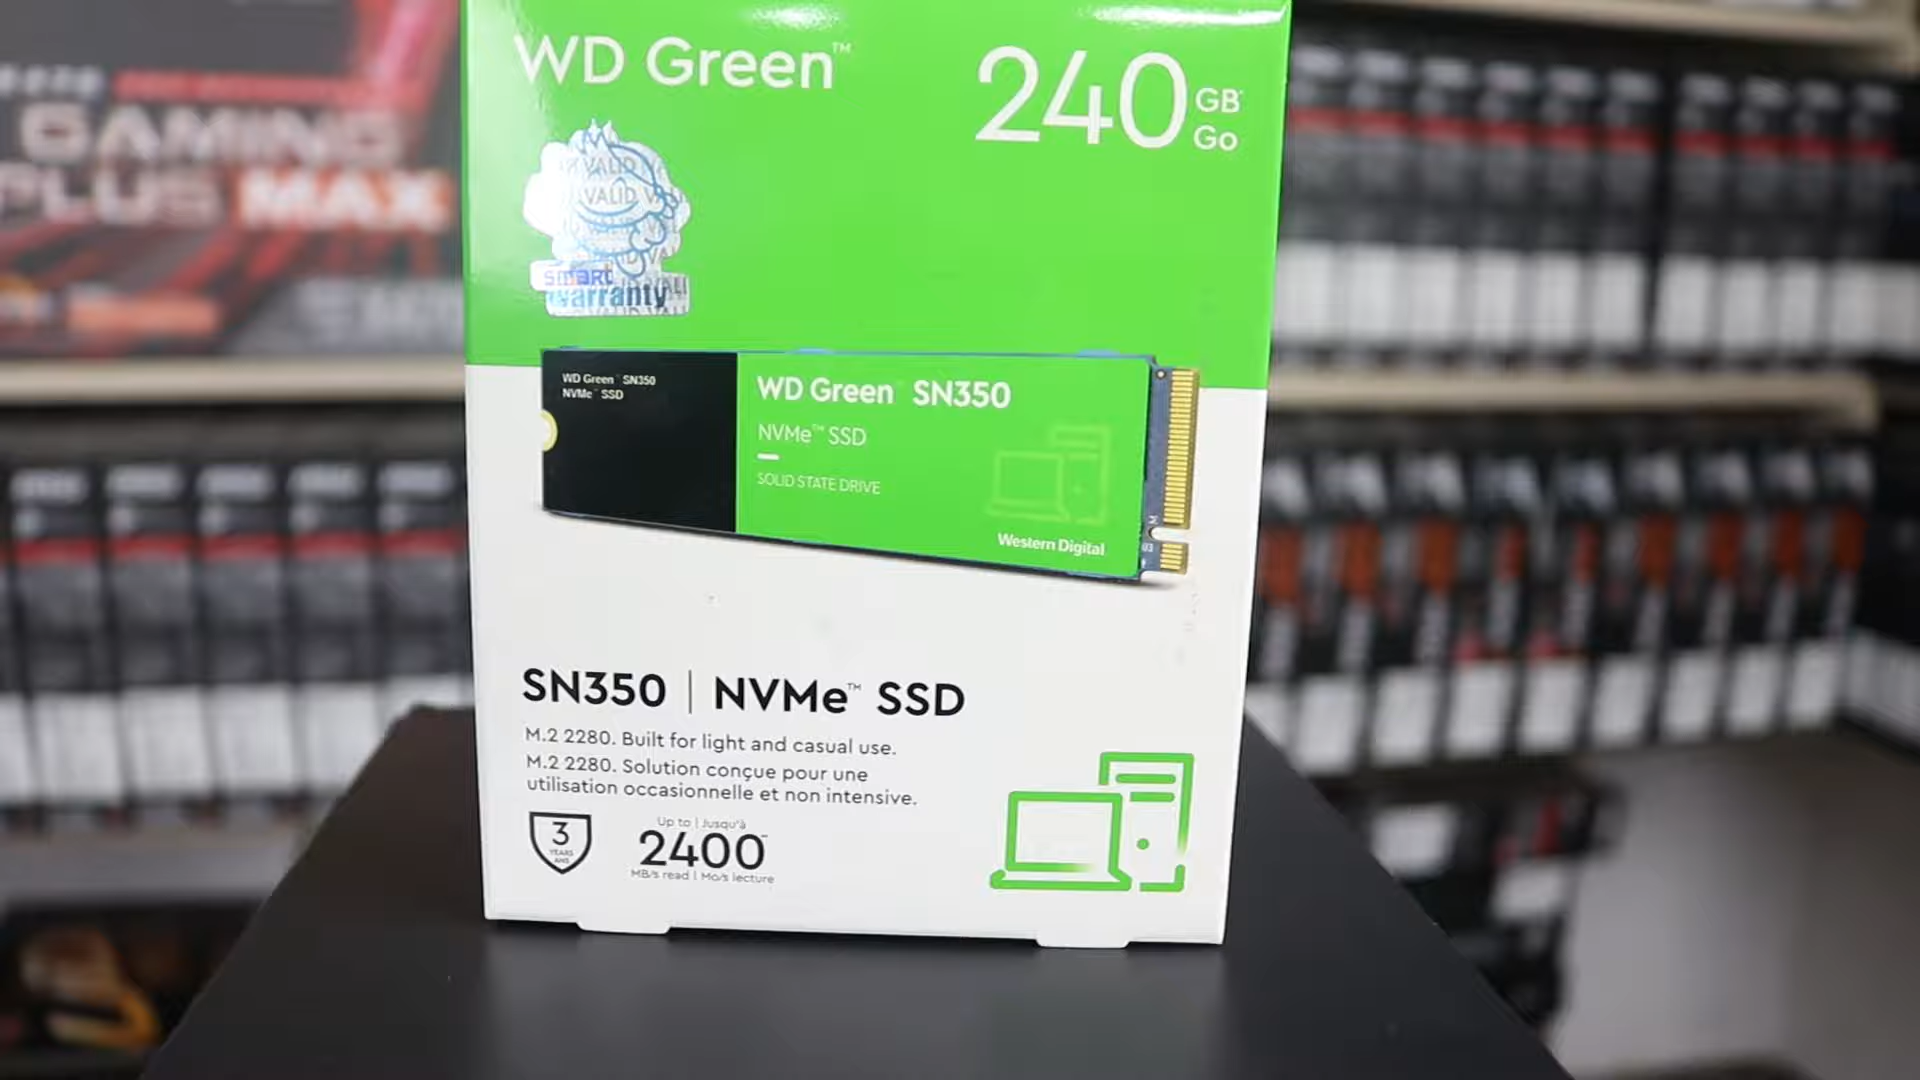 WD Green™
240 GB*
Go
VALID
VALID
smart
warranty
WD Green™ SN350
NVMe™ SSD
WD Green™ SN350
NVMe™ SSD
SOLID STATE DRIVE
Western Digital
M
SN350 | NVMe™ SSD
M.2 2280. Built for light and casual use.
M.2 2280. Solution conçue pour une
utilisation occasionnelle et non intensive.
3
YEARS
ANS
Up to | Jusqu'à
2400
MB/s read | Mo/s lecture
GAMING
PLUS MAX